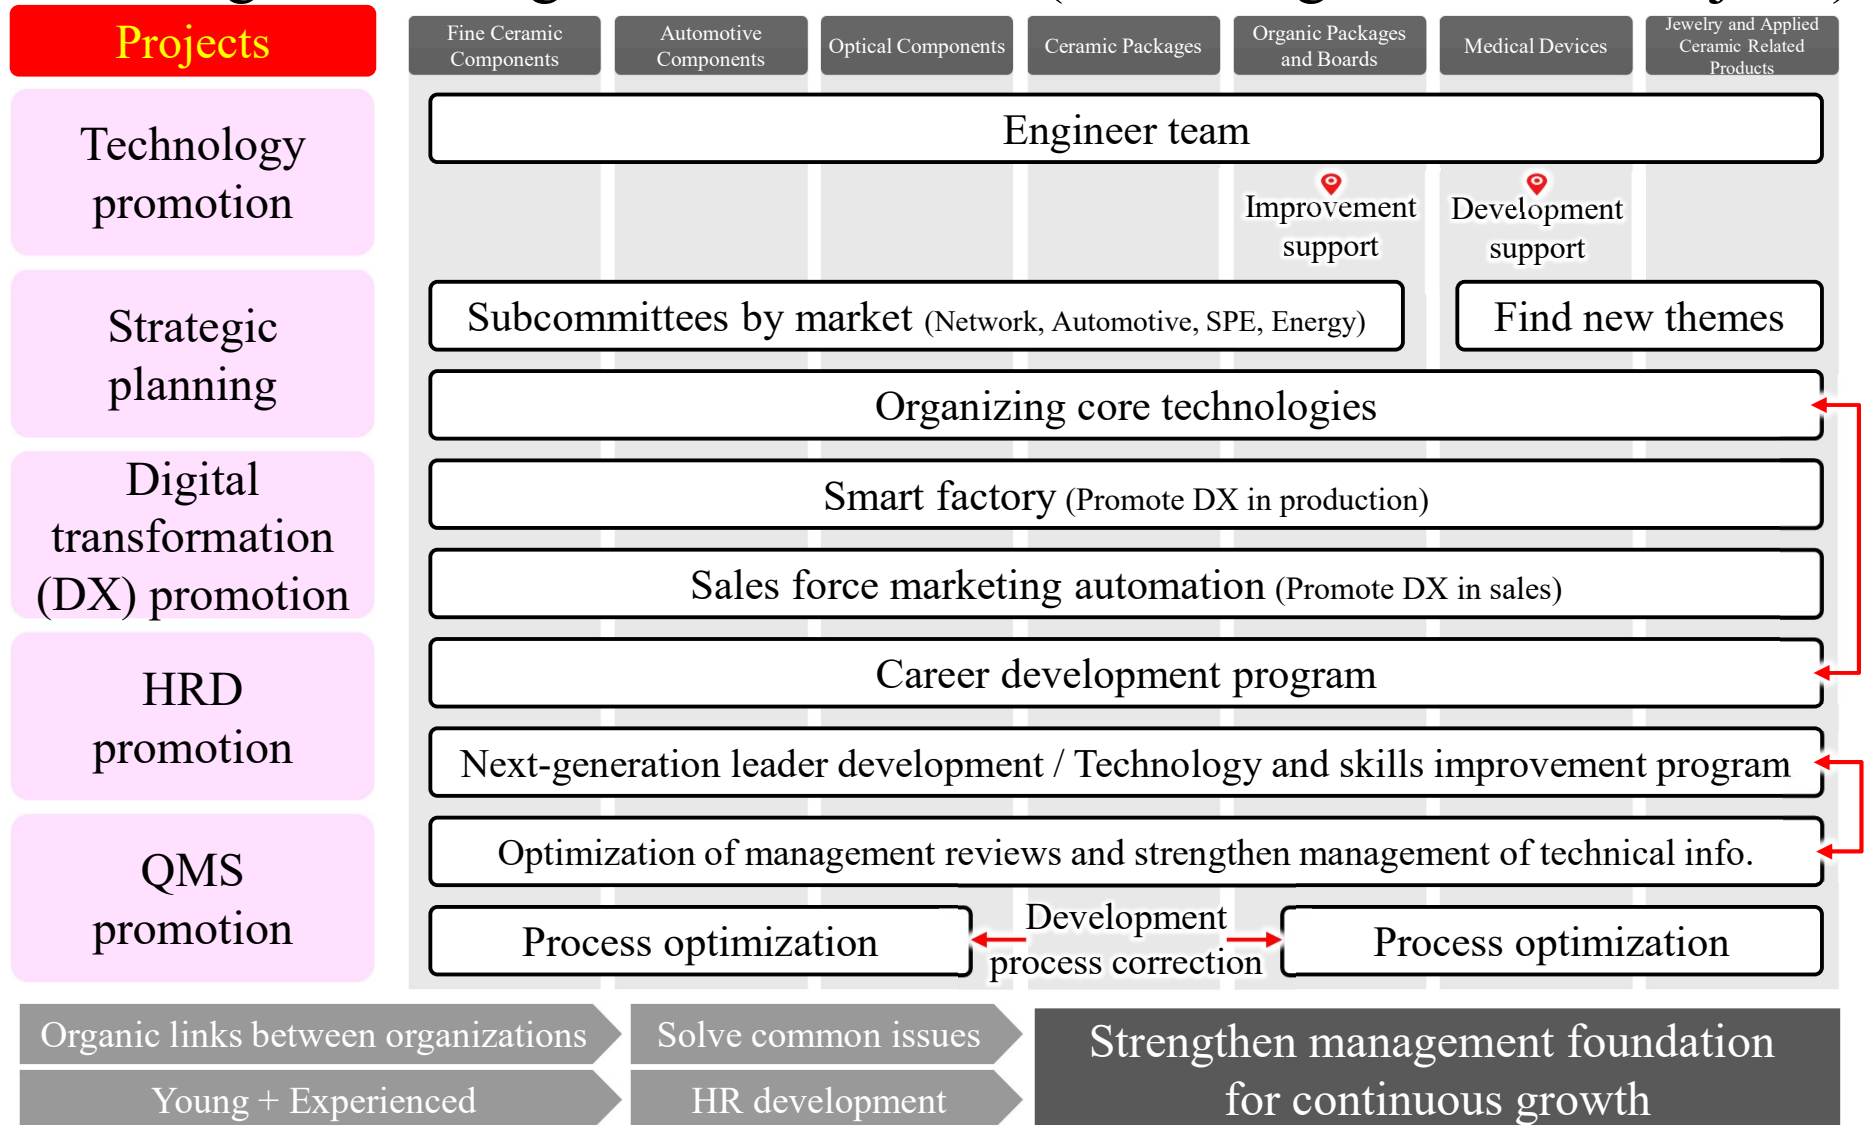 Projects
Fine Ceramic
Components
Automotive
Components
Optical Components
Ceramic Packages
Organic Packages
and Boards
Medical Devices
Jewelry and Applied
Ceramic Related
Products
Technology
promotion
Engineer team
Improvement
support
Development
support
Strategic
planning
Subcommittees by market (Network, Automotive, SPE, Energy)
Find new themes
Organizing core technologies
Digital
transformation
(DX) promotion
Smart factory (Promote DX in production)
Sales force marketing automation (Promote DX in sales)
HRD
promotion
Career development program
Next-generation leader development / Technology and skills improvement program
QMS
promotion
Optimization of management reviews and strengthen management of technical info.
Process optimization
Development
process correction
Process optimization
Organic links between organizations
Solve common issues
Young + Experienced
HR development
Strengthen management foundation
for continuous growth